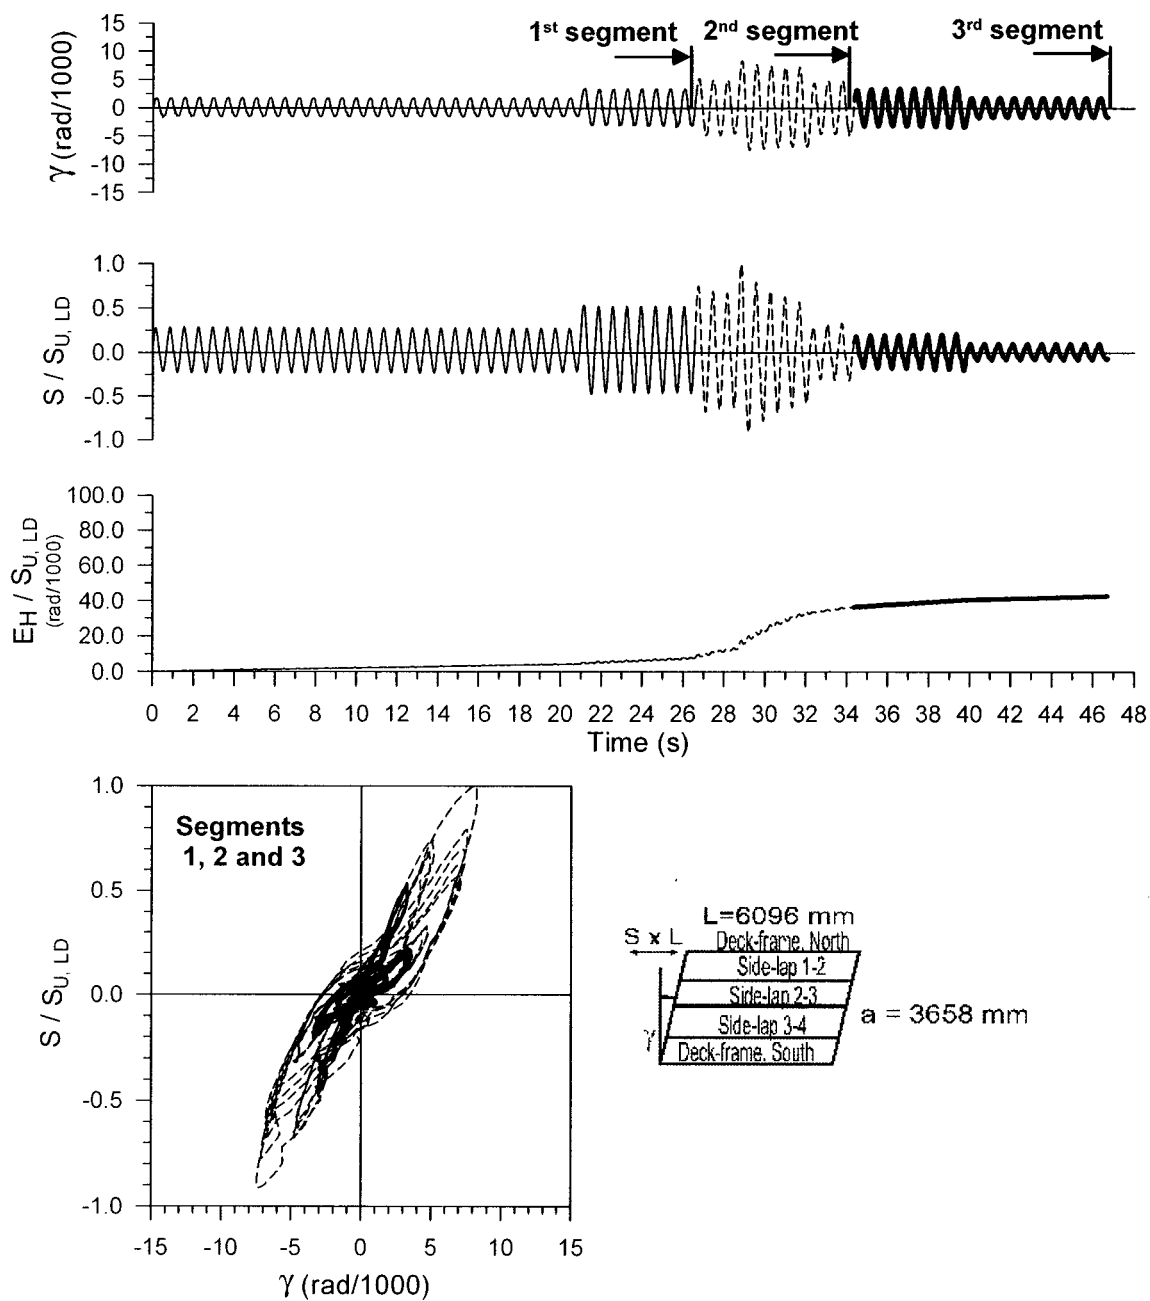 1st segment
2nd segment
3rd segment
15
10
5
0
-5
-10
-15
γ (rad/1000)
1.0
0.5
0.0
-0.5
-1.0
S / SU, LD
100.0
80.0
60.0
40.0
20.0
0.0
EH / SU, LD
(rad/1000)
0 2 4 6 8 10 12 14 16 18 20 22 24 26 28 30 32 34 36 38 40 42 44 46 48
Time (s)
1.0
0.5
0.0
-0.5
-1.0
S / SU, LD
Segments
1, 2 and 3
-15 -10 -5 0 5 10 15
γ (rad/1000)
L=6096 mm
S x L
Deck-frame. North
Side-lap 1-2
Side-lap 2-3
Side-lap 3-4
Deck-frame. South
γ
a = 3658 mm